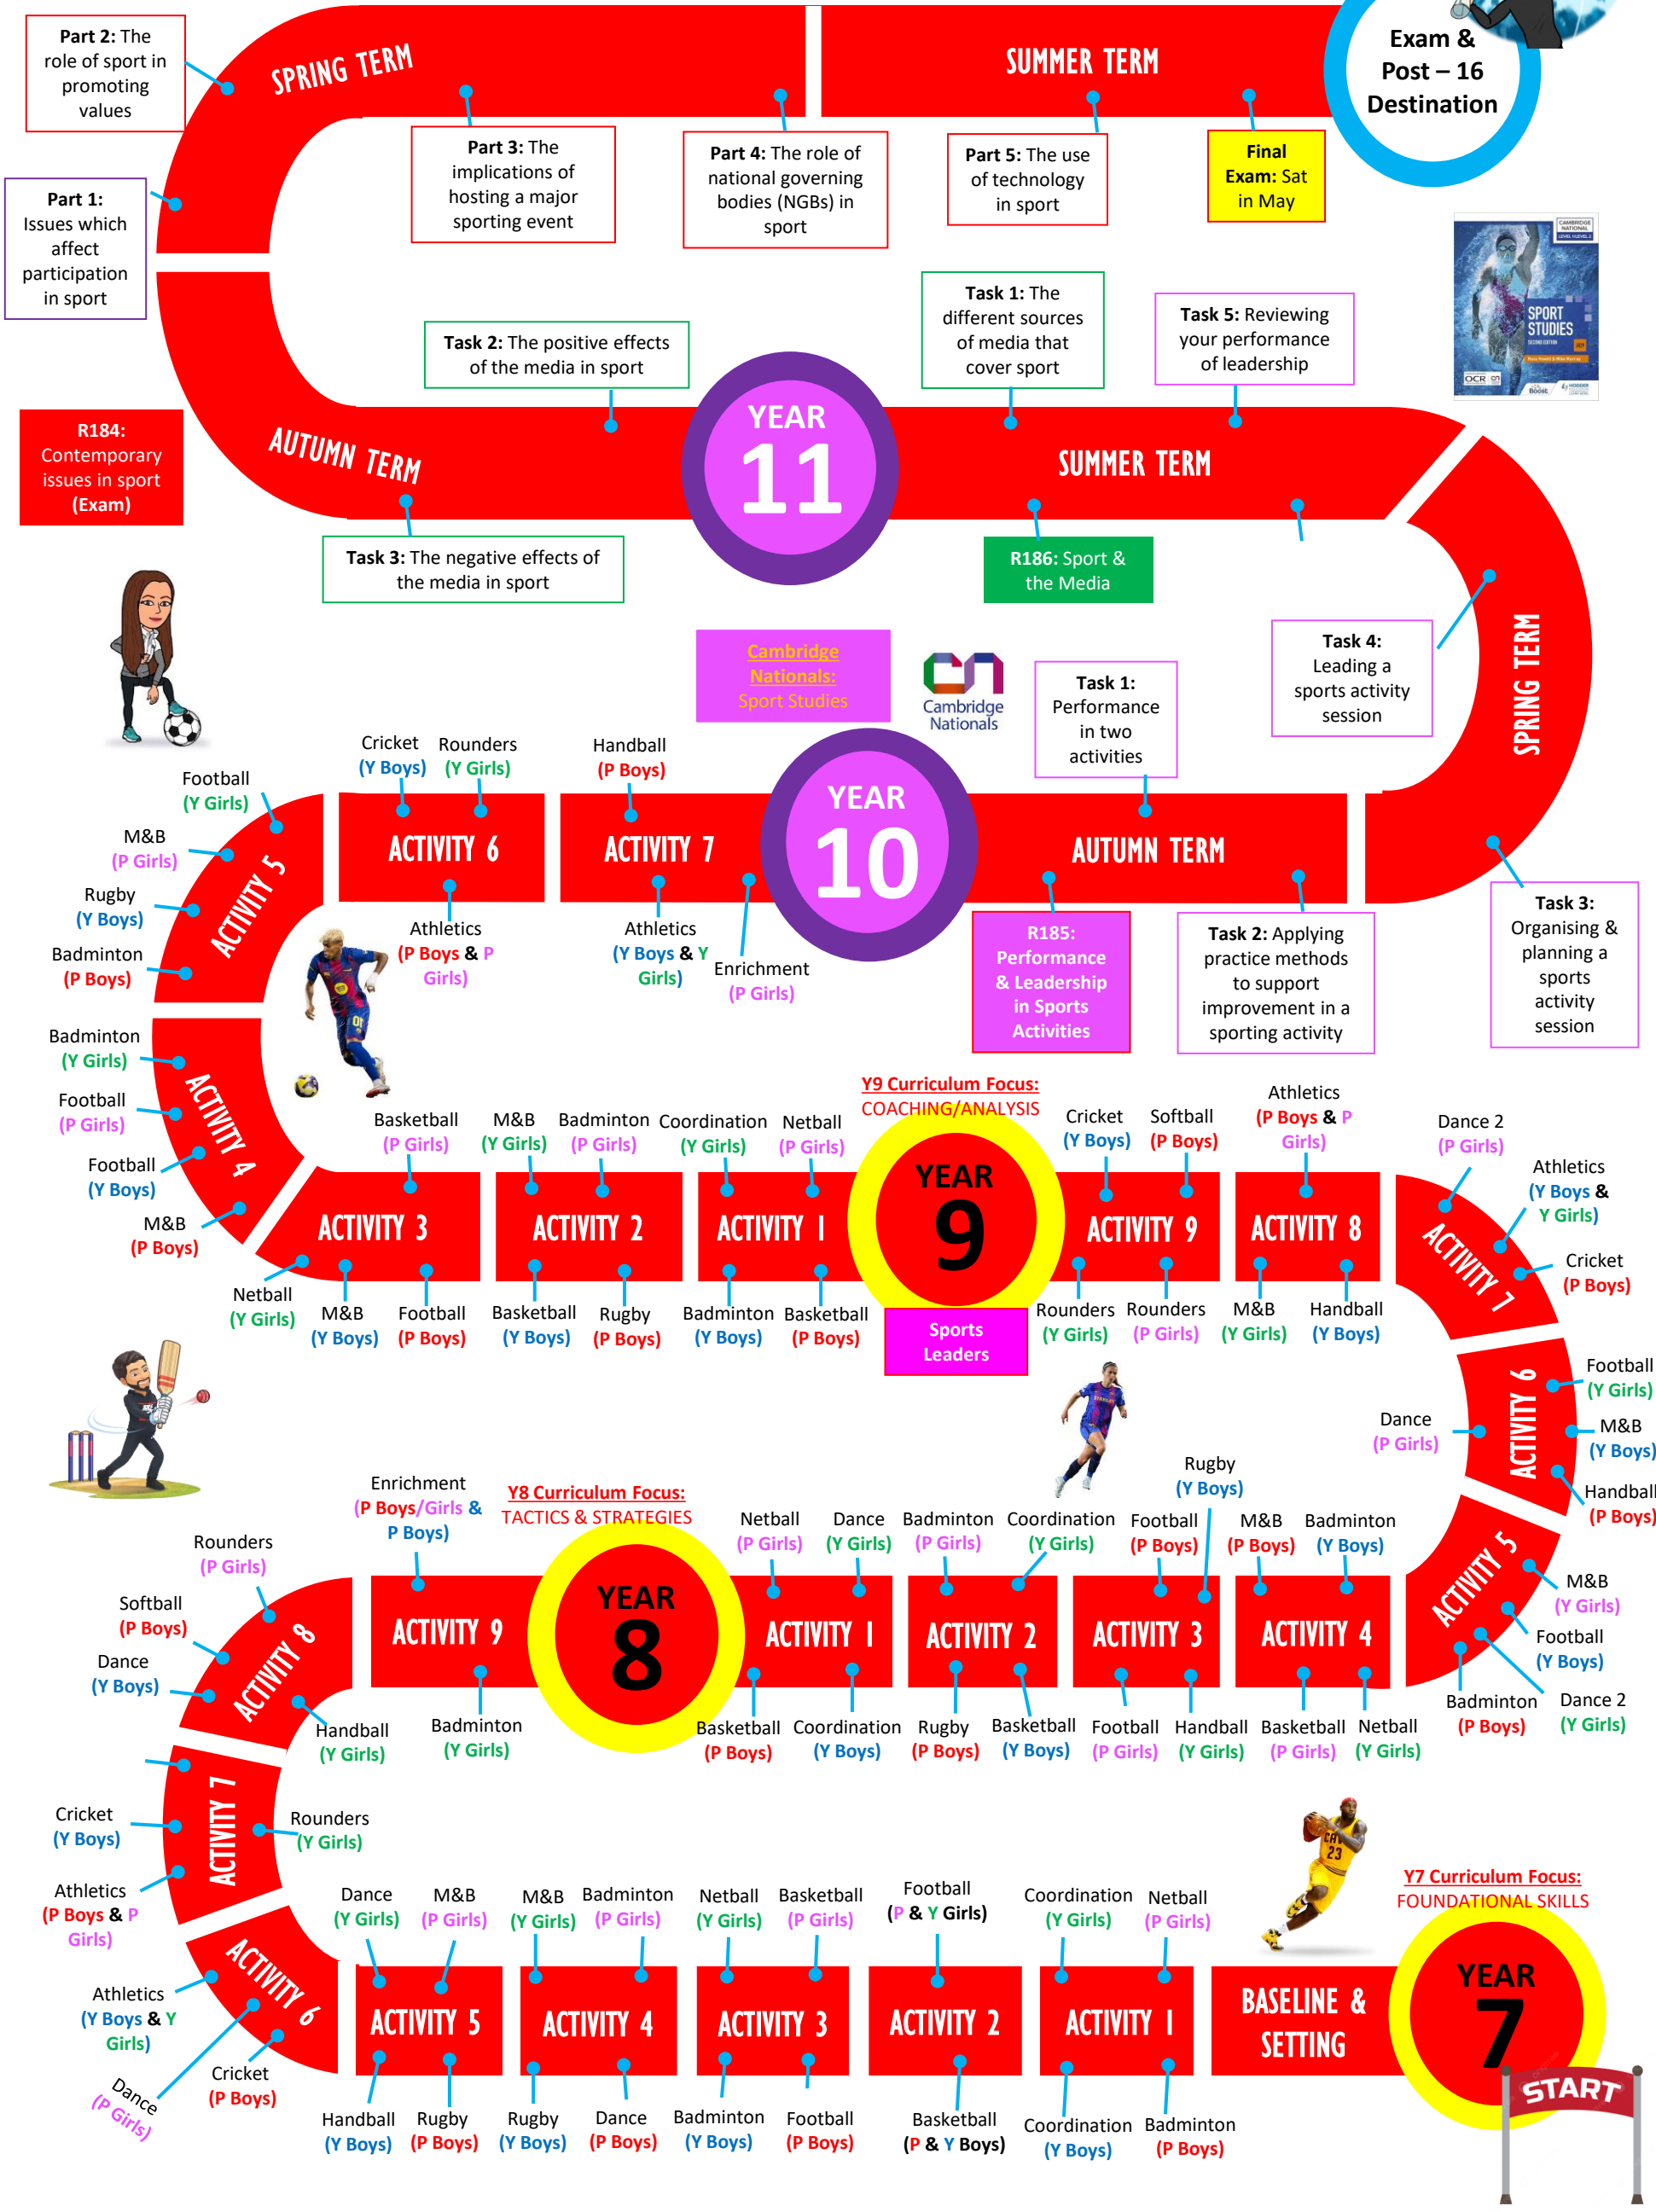 Part 2: The
role of sport in
promoting
values
SPRING TERM
SUMMER TERM
Exam &
Post – 16
Destination
Part 3: The
implications of
hosting a major
sporting event
Part 4: The role of
national governing
bodies (NGBs) in
sport
Part 5: The use
of technology
in sport
Final
Exam: Sat
in May
Part 1:
Issues which
affect
participation
in sport
CAMBRIDGE
NATIONAL
LEVEL 1/LEVEL 2
SPORT
STUDIES
SECOND EDITION
OCR
Boost
HODDER
Task 2: The positive effects
of the media in sport
Task 1: The
different sources
of media that
cover sport
Task 5: Reviewing
your performance
of leadership
R184:
Contemporary
issues in sport
(Exam)
AUTUMN TERM
YEAR
11
SUMMER TERM
Task 3: The negative effects of
the media in sport
R186: Sport &
the Media
SPRING TERM
Task 4:
Leading a
sports activity
session
Cambridge
Nationals:
Sport Studies
Cambridge
Nationals
Task 1:
Performance
in two
activities
Football
(Y Girls)
Cricket
(Y Boys)
Rounders
(Y Girls)
Handball
(P Boys)
M&B
(P Girls)
Rugby
(Y Boys)
Badminton
(P Boys)
ACTIVITY 5
ACTIVITY 6
ACTIVITY 7
YEAR
10
AUTUMN TERM
Athletics
(P Boys & P
Girls)
Athletics
(Y Boys & Y
Girls)
Enrichment
(P Girls)
R185:
Performance
& Leadership
in Sports
Activities
Task 2: Applying
practice methods
to support
improvement in a
sporting activity
Task 3:
Organising &
planning a
sports
activity
session
Badminton
(Y Girls)
Football
(P Girls)
Football
(Y Boys)
M&B
(P Boys)
ACTIVITY 4
Basketball
(P Girls)
M&B
(Y Girls)
Badminton
(P Girls)
Coordination
(Y Girls)
Netball
(P Girls)
Y9 Curriculum Focus:
COACHING/ANALYSIS
Cricket
(Y Boys)
Softball
(P Boys)
Athletics
(P Boys & P
Girls)
Dance 2
(P Girls)
Athletics
(Y Boys &
Y Girls)
Cricket
(P Boys)
ACTIVITY 3
ACTIVITY 2
ACTIVITY 1
YEAR
9
ACTIVITY 9
ACTIVITY 8
ACTIVITY 7
Netball
(Y Girls)
M&B
(Y Boys)
Football
(P Boys)
Basketball
(Y Boys)
Rugby
(P Boys)
Badminton
(Y Boys)
Basketball
(P Boys)
Sports
Leaders
Rounders
(Y Girls)
Rounders
(P Girls)
M&B
(Y Girls)
Handball
(Y Boys)
Dance
(P Girls)
ACTIVITY 6
Football
(Y Girls)
M&B
(Y Boys)
Handball
(P Boys)
Enrichment
(P Boys/Girls &
P Boys)
Y8 Curriculum Focus:
TACTICS & STRATEGIES
Netball
(P Girls)
Dance
(Y Girls)
Badminton
(P Girls)
Coordination
(Y Girls)
Football
(P Boys)
Rugby
(Y Boys)
M&B
(P Boys)
Badminton
(Y Boys)
Rounders
(P Girls)
Softball
(P Boys)
Dance
(Y Boys)
ACTIVITY 8
ACTIVITY 9
YEAR
8
ACTIVITY 1
ACTIVITY 2
ACTIVITY 3
ACTIVITY 4
ACTIVITY 5
M&B
(Y Girls)
Football
(Y Boys)
Handball
(Y Girls)
Badminton
(Y Girls)
Basketball
(P Boys)
Coordination
(Y Boys)
Rugby
(P Boys)
Basketball
(Y Boys)
Football
(P Girls)
Handball
(Y Girls)
Basketball
(P Girls)
Netball
(Y Girls)
Badminton
(P Boys)
Dance 2
(Y Girls)
Cricket
(Y Boys)
ACTIVITY 7
Rounders
(Y Girls)
Athletics
(P Boys & P
Girls)
CAV
23
Y7 Curriculum Focus:
FOUNDATIONAL SKILLS
Dance
(Y Girls)
M&B
(P Girls)
M&B
(Y Girls)
Badminton
(P Girls)
Netball
(Y Girls)
Basketball
(P Girls)
Football
(P & Y Girls)
Coordination
(Y Girls)
Netball
(P Girls)
Athletics
(Y Boys & Y
Girls)
ACTIVITY 6
ACTIVITY 5
ACTIVITY 4
ACTIVITY 3
ACTIVITY 2
ACTIVITY 1
BASELINE &
SETTING
YEAR
7
START
Dance
(P Girls)
Cricket
(P Boys)
Handball
(Y Boys)
Rugby
(P Boys)
Rugby
(Y Boys)
Dance
(P Boys)
Badminton
(Y Boys)
Football
(P Boys)
Basketball
(P & Y Boys)
Coordination
(Y Boys)
Badminton
(P Boys)